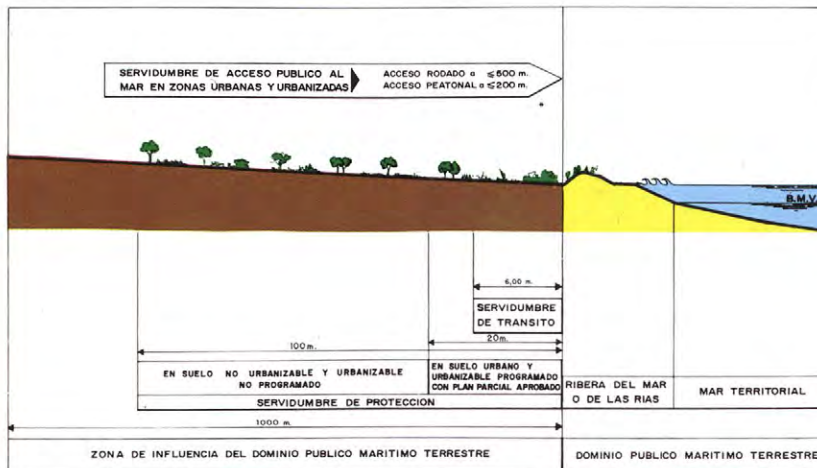 SERVIDUMBRE DE ACCESO PUBLICO AL
MAR EN ZONAS URBANAS Y URBANIZADAS
ACCESO RODADO a ≤500 m.
ACCESO PEATONAL a ≤200 m.
B.M.V.
6,00 m.
SERVIDUMBRE
DE TRANSITO
100 m.
20 m.
EN SUELO NO URBANIZABLE Y URBANIZABLE
NO PROGRAMADO
EN SUELO URBANO Y
URBANIZABLE PROGRAMADO
CON PLAN PARCIAL APROBADO
RIBERA DEL MAR
O DE LAS RIAS
MAR TERRITORIAL
SERVIDUMBRE DE PROTECCION
1000 m.
ZONA DE INFLUENCIA DEL DOMINIO PUBLICO MARITIMO TERRESTRE
DOMINIO PUBLICO MARITIMO TERRESTRE